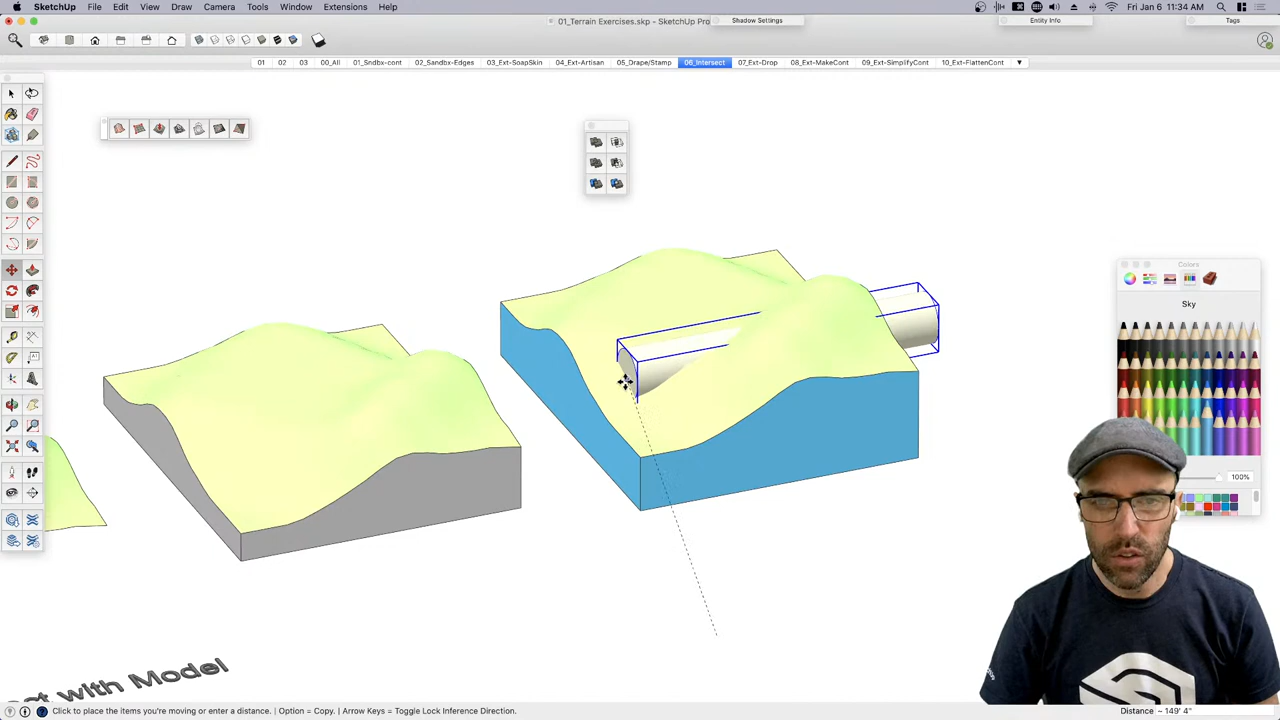 SketchUp File Edit View Draw Camera Tools Window Extensions Help
Fri Jan 6 11:34 AM
01_Terrain Exercises.skp - SketchUp Pro
Shadow Settings
Entity Info
Tags
01 02 03 00_All 01_Sndbx-cont 02_Sandbx-Edges 03_Ext-SoapSkin 04_Ext-Artisan 05_Drape/Stamp 06_Intersect 07_Ext-Drop 08_Ext-MakeCont 09_Ext-SimplifyCont 10_Ext-FlattenCont
Colors
Sky
100%
ct with Model
Click to place the items you're moving or enter a distance. | Option = Copy. | Arrow Keys = Toggle Lock Inference Direction.
Distance ~ 149' 4"